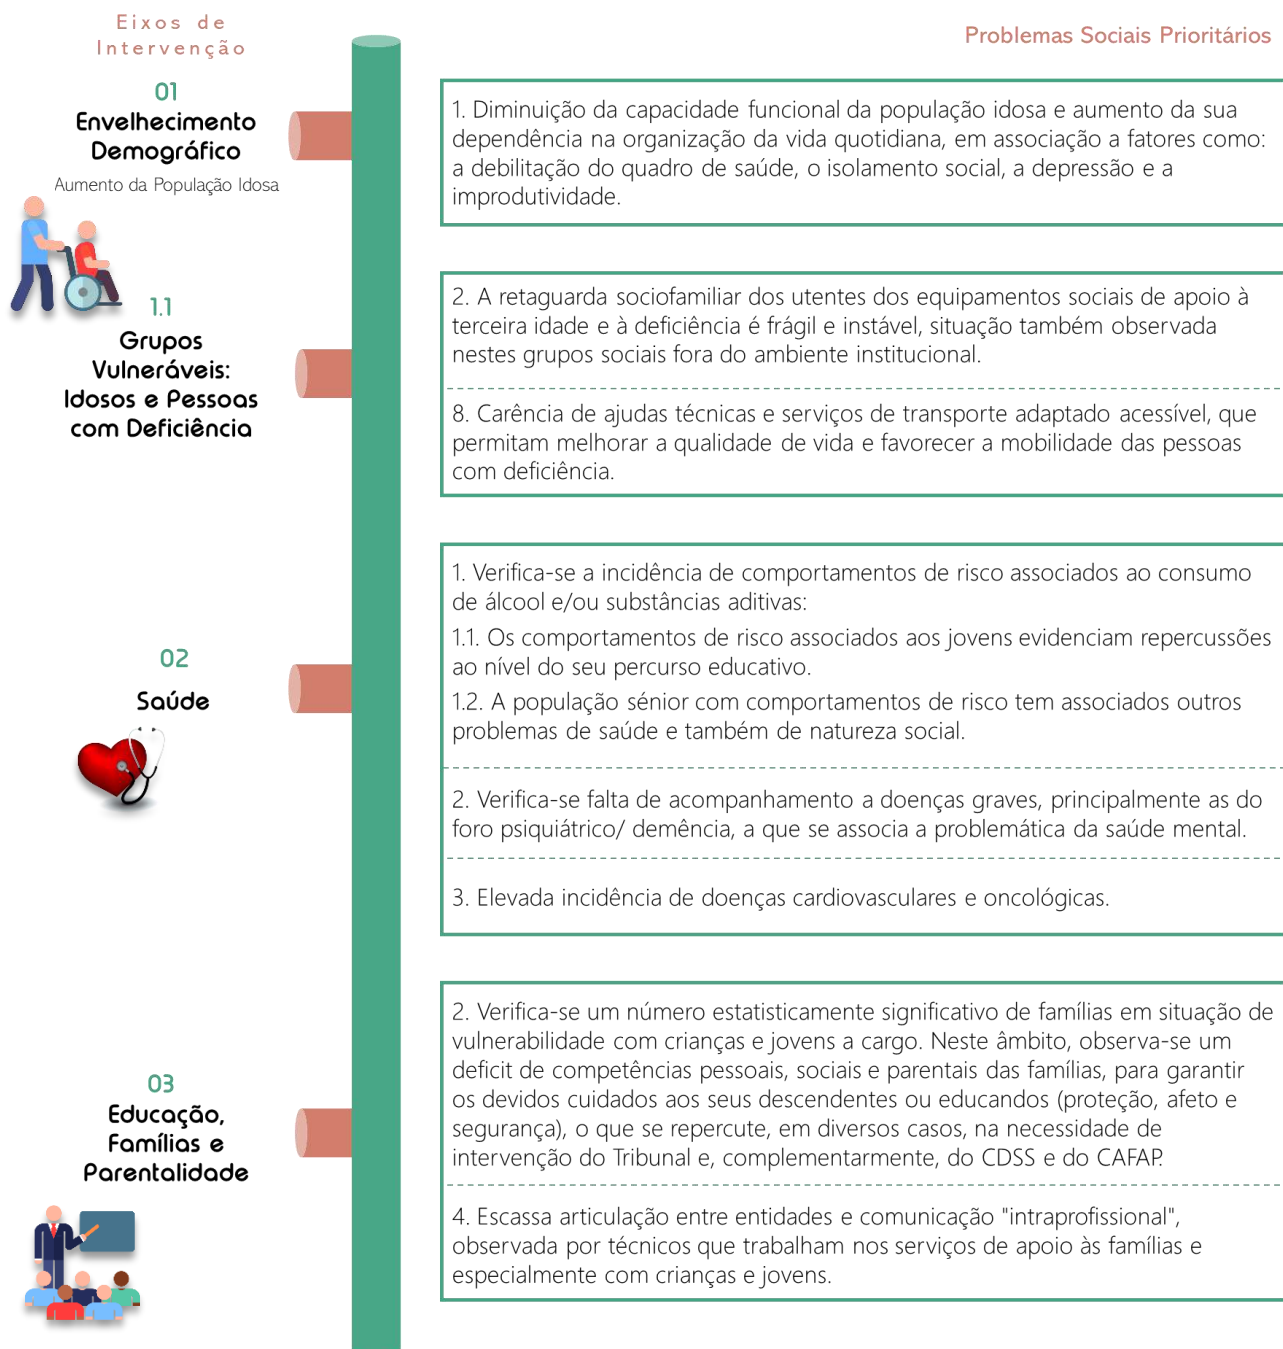 Eixos de
Intervenção
Problemas Sociais Prioritários
01
Envelhecimento
Demográfico
Aumento da População Idosa
1. Diminuição da capacidade funcional da população idosa e aumento da sua
dependência na organização da vida quotidiana, em associação a fatores como:
a debilitação do quadro de saúde, o isolamento social, a depressão e a
improdutividade.
1.1
Grupos
Vulneráveis:
Idosos e Pessoas
com Deficiência
2. A retaguarda sociofamiliar dos utentes dos equipamentos sociais de apoio à
terceira idade e à deficiência é frágil e instável, situação também observada
nestes grupos sociais fora do ambiente institucional.
8. Carência de ajudas técnicas e serviços de transporte adaptado acessível, que
permitam melhorar a qualidade de vida e favorecer a mobilidade das pessoas
com deficiência.
02
Saúde
1. Verifica-se a incidência de comportamentos de risco associados ao consumo
de álcool e/ou substâncias aditivas:
1.1. Os comportamentos de risco associados aos jovens evidenciam repercussões
ao nível do seu percurso educativo.
1.2. A população sénior com comportamentos de risco tem associados outros
problemas de saúde e também de natureza social.
2. Verifica-se falta de acompanhamento a doenças graves, principalmente as do
foro psiquiátrico/ demência, a que se associa a problemática da saúde mental.
3. Elevada incidência de doenças cardiovasculares e oncológicas.
03
Educação,
Famílias e
Parentalidade
2. Verifica-se um número estatisticamente significativo de famílias em situação de
vulnerabilidade com crianças e jovens a cargo. Neste âmbito, observa-se um
deficit de competências pessoais, sociais e parentais das famílias, para garantir
os devidos cuidados aos seus descendentes ou educandos (proteção, afeto e
segurança), o que se repercute, em diversos casos, na necessidade de
intervenção do Tribunal e, complementarmente, do CDSS e do CAFAP.
4. Escassa articulação entre entidades e comunicação "intraprofissional",
observada por técnicos que trabalham nos serviços de apoio às famílias e
especialmente com crianças e jovens.